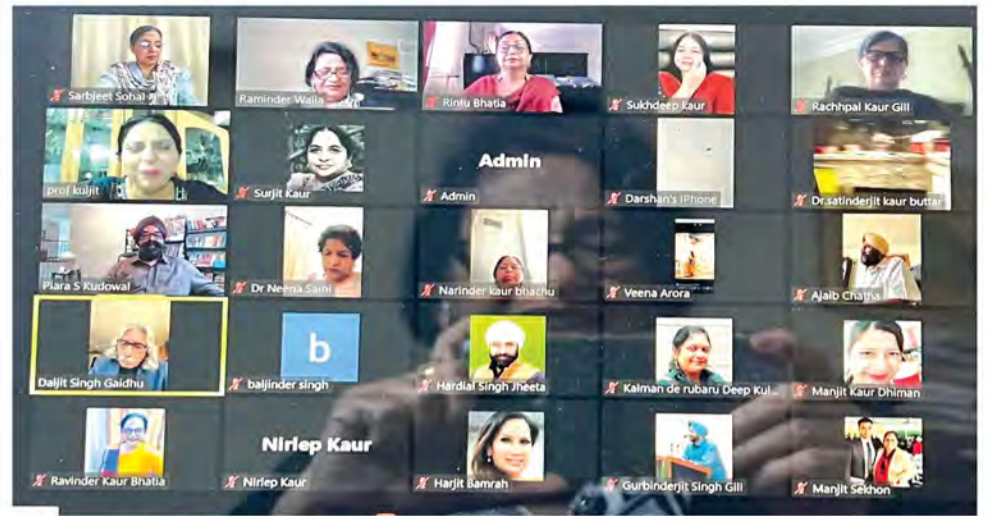 Sarbjeet Sohal
Raminder Walia
Rintu Bhatia
Sukhdeep kaur
Rachhpal Kaur Gill
prof kuljit
Surjit Kaur
Admin
Admin
Darshan's iPhone
Dr.satinderjit kaur buttar
Piara S Kudowal
Dr Neena Saini
Narinder kaur bhachu
Veena Arora
Ajaib Chatha
Daljit Singh Gaidhu
b
baljinder singh
Hardial Singh Jheeta
Kalman de rubaru Deep Kul...
Manjit Kaur Dhiman
Ravinder Kaur Bhatia
Nirlep Kaur
Nirlep Kaur
Harjit Bamrah
Gurbinderjit Singh Gill
Manjit Sekhon